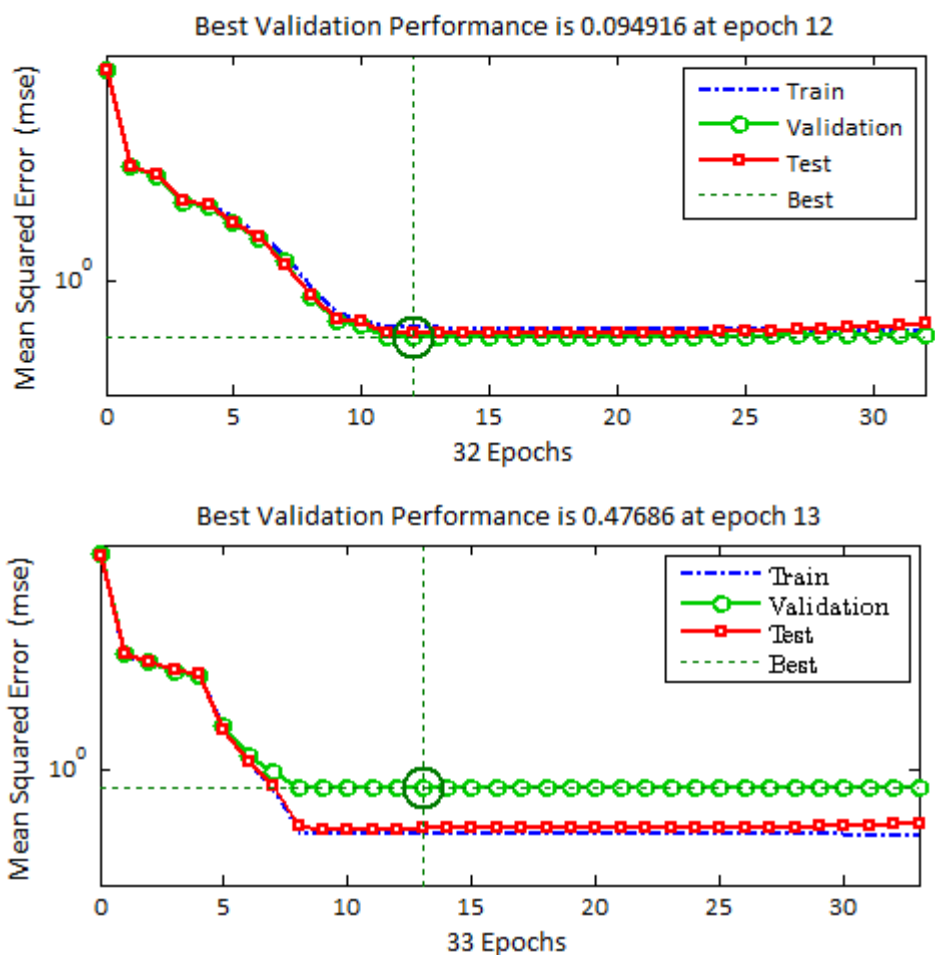 Best Validation Performance is 0.094916 at epoch 12
Mean Squared Error (mse)
10⁰
Train
Validation
Test
Best
0 5 10 15 20 25 30
32 Epochs
Best Validation Performance is 0.47686 at epoch 13
Mean Squared Error (mse)
10⁰
Train
Validation
Test
Best
0 5 10 15 20 25 30
33 Epochs